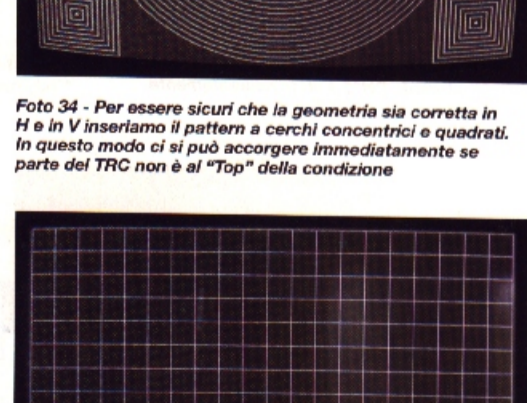 Foto 34 - Per essere sicuri che la geometria sia corretta in
H e in V inseriamo il pattern a cerchi concentrici e quadrati.
In questo modo ci si può accorgere immediatamente se
parte del TRC non è al "Top" della condizione